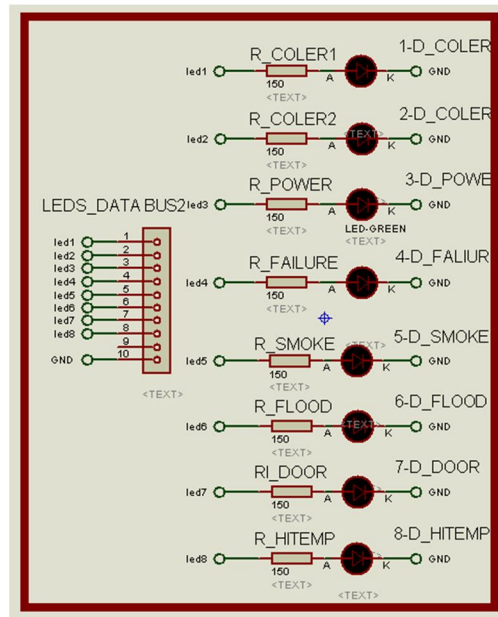 R_COLER1
1-D_COLER
led1
150
A
K
GND
<TEXT>
R_COLER2
2-D_COLER
led2
150
A
<TEXT>
K
GND
<TEXT>
R_POWER
3-D_POWE
led3
150
A
K
GND
LED-GREEN
<TEXT>
<TEXT>
LEDS_DATA BUS2
led1 1
led2 2
led3 3
led4 4
led5 5
led6 6
led7 7
led8 8
9
GND 10
<TEXT>
R_FAILURE
4-D_FALIUR
led4
150
A
K
GND
<TEXT>
R_SMOKE
<TEXT>
5-D_SMOKE
led5
150
A
K
GND
<TEXT>
R_FLOOD
6-D_FLOOD
led6
150
A
<TEXT>
K
GND
<TEXT>
RI_DOOR
7-D_DOOR
led7
150
A
K
GND
<TEXT>
R_HITEMP
8-D_HITEMP
led8
150
A
K
GND
<TEXT>
<TEXT>